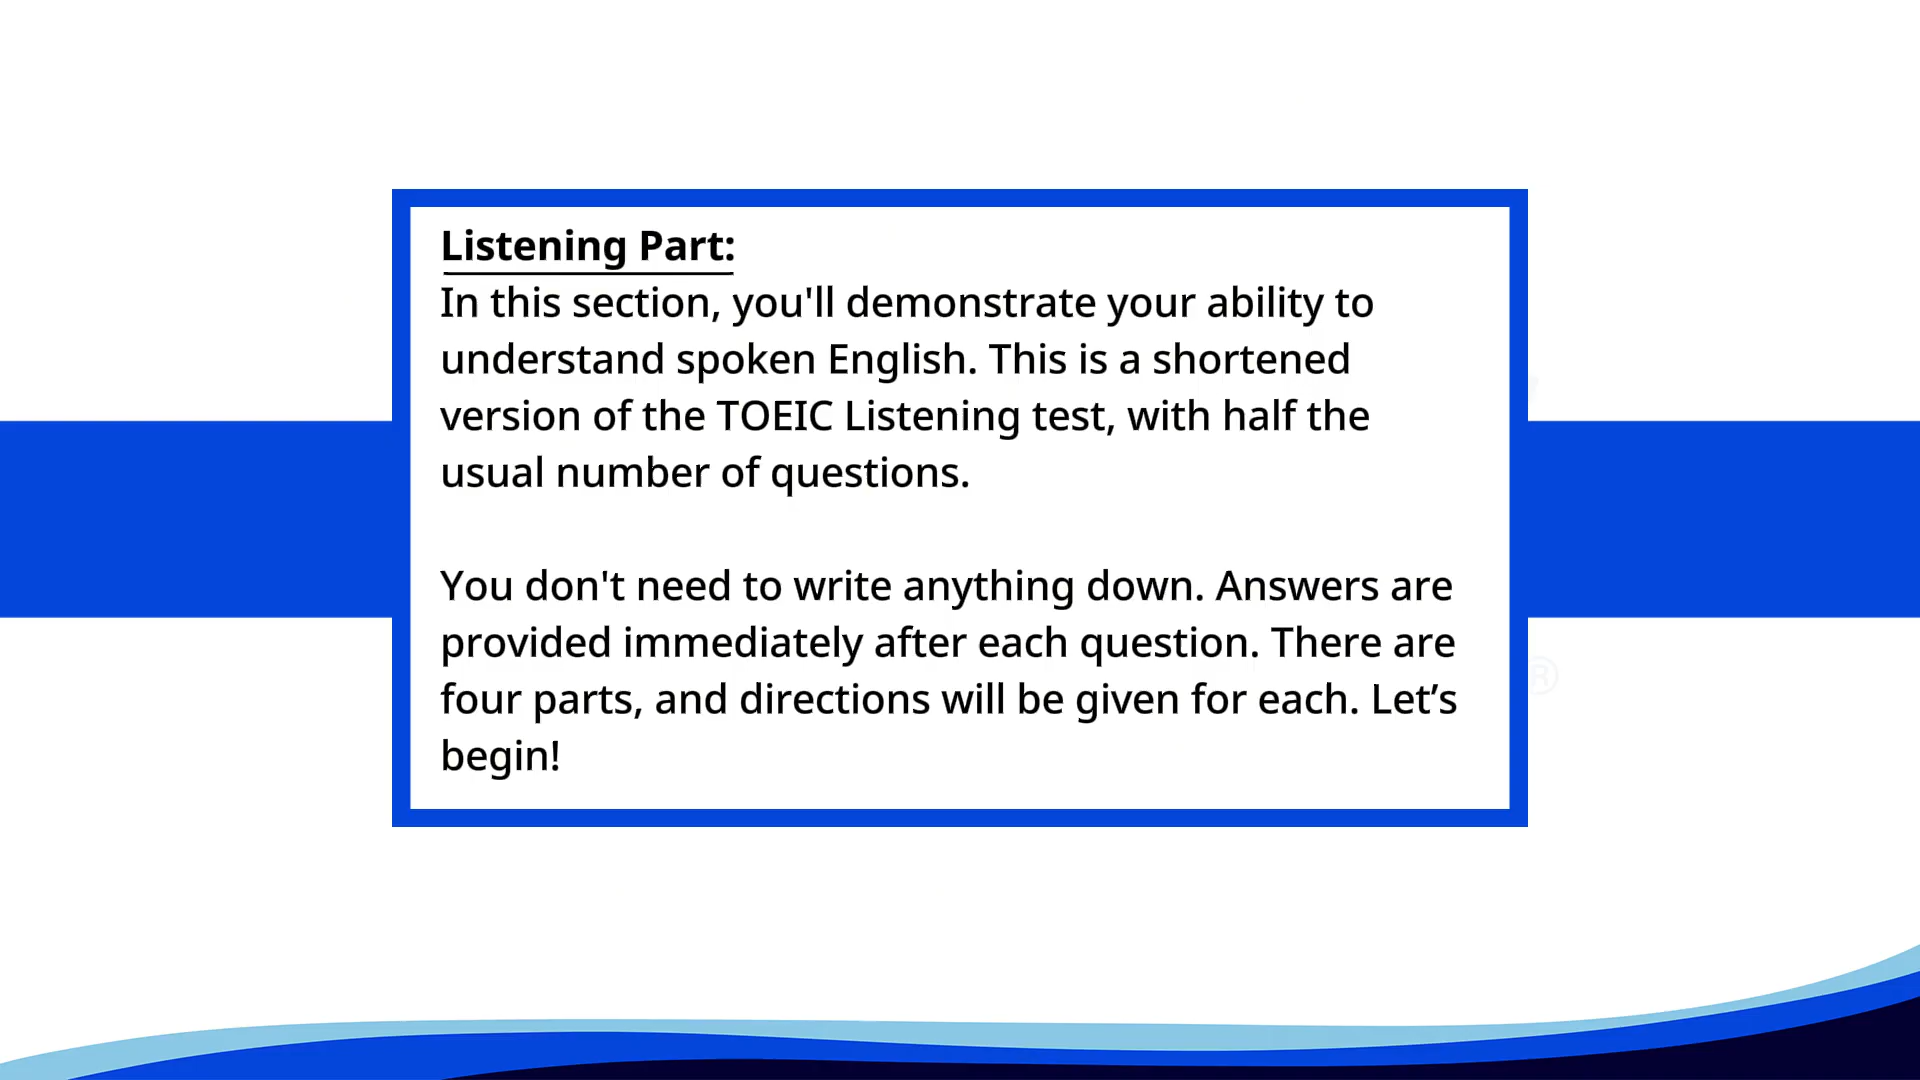 Listening Part:
In this section, you'll demonstrate your ability to
understand spoken English. This is a shortened
version of the TOEIC Listening test, with half the
usual number of questions.
You don't need to write anything down. Answers are
provided immediately after each question. There are
four parts, and directions will be given for each. Let’s
begin!
®